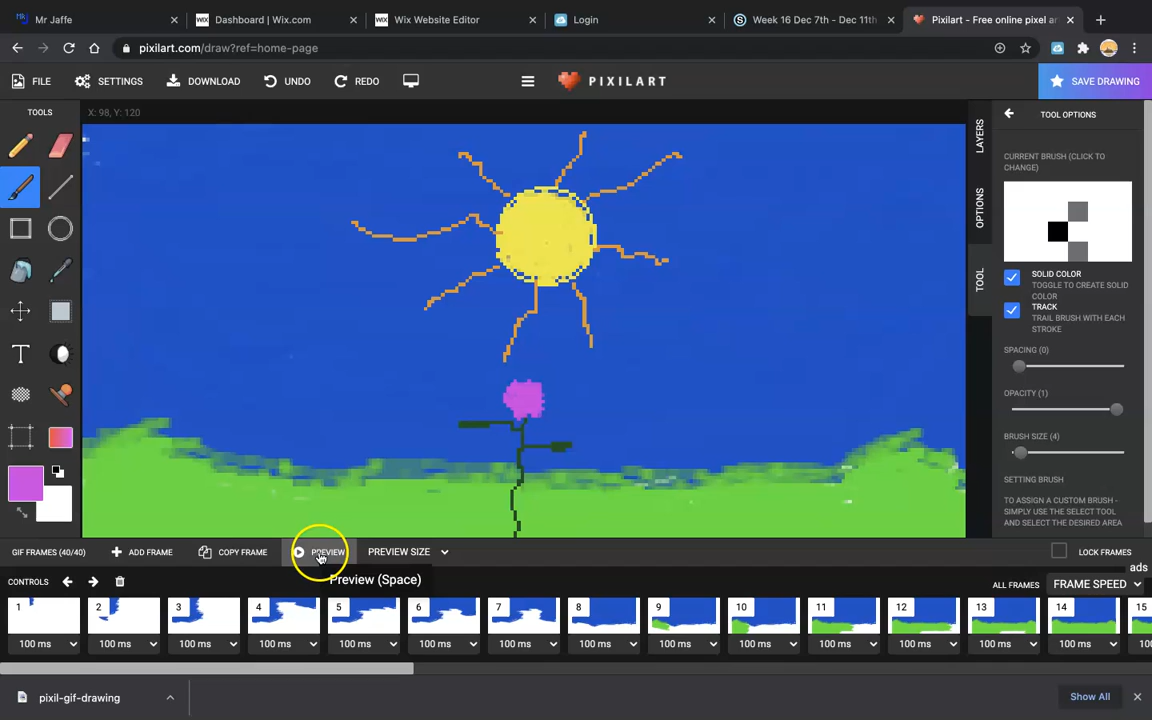 Mr Jaffe
Dashboard | Wix.com
WIX
Wix Website Editor
WIX
Login
Week 16 Dec 7th - Dec 11th
Pixilart - Free online pixel ar
pixilart.com/draw?ref=home-page
FILE
SETTINGS
DOWNLOAD
UNDO
REDO
PIXILART
SAVE DRAWING
TOOLS
X: 98, Y: 120
LAYERS
OPTIONS
TOOL
TOOL OPTIONS
CURRENT BRUSH (CLICK TO
CHANGE)
SOLID COLOR
TOGGLE TO CREATE SOLID
COLOR
TRACK
TRAIL BRUSH WITH EACH
STROKE
SPACING (0)
OPACITY (1)
BRUSH SIZE (4)
SETTING BRUSH
TO ASSIGN A CUSTOM BRUSH -
SIMPLY USE THE SELECT TOOL
AND SELECT THE DESIRED AREA
GIF FRAMES (40/40)
ADD FRAME
COPY FRAME
PREVIEW
PREVIEW SIZE
LOCK FRAMES
ads
CONTROLS
Preview (Space)
ALL FRAMES
FRAME SPEED
1 2 3 4 5 6 7 8 9 10 11 12 13 14 15
100 ms 100 ms 100 ms 100 ms 100 ms 100 ms 100 ms 100 ms 100 ms 100 ms 100 ms 100 ms 100 ms 100 ms 10
pixil-gif-drawing
Show All